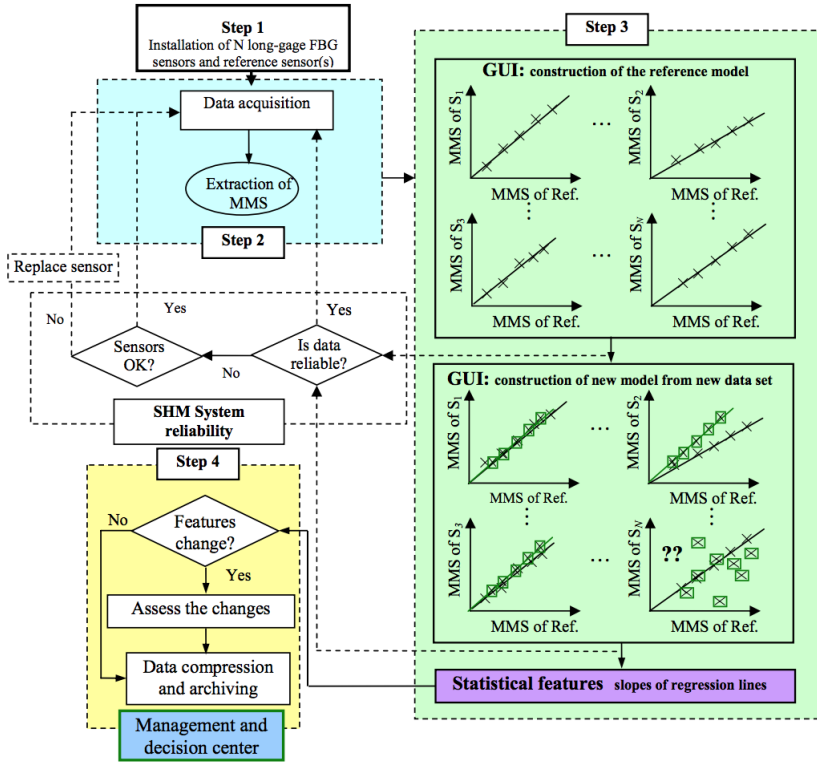 Step 1
Installation of N long-gage FBG
sensors and reference sensor(s)
Data acquisition
Extraction of
MMS
Step 2
Replace sensor
No
Yes
Yes
Sensors
OK?
No
Is data
reliable?
SHM System
reliability
Step 3
GUI: construction of the reference model
MMS of S1
MMS of Ref.
...
MMS of S2
MMS of Ref.
MMS of S3
MMS of Ref.
...
MMS of SN
MMS of Ref.
GUI: construction of new model from new data set
MMS of S1
MMS of Ref.
...
MMS of S2
MMS of Ref.
MMS of S3
MMS of Ref.
...
MMS of SN
??
MMS of Ref.
Statistical features slopes of regression lines
Step 4
No
Features
change?
Yes
Assess the changes
Data compression
and archiving
Management and
decision center